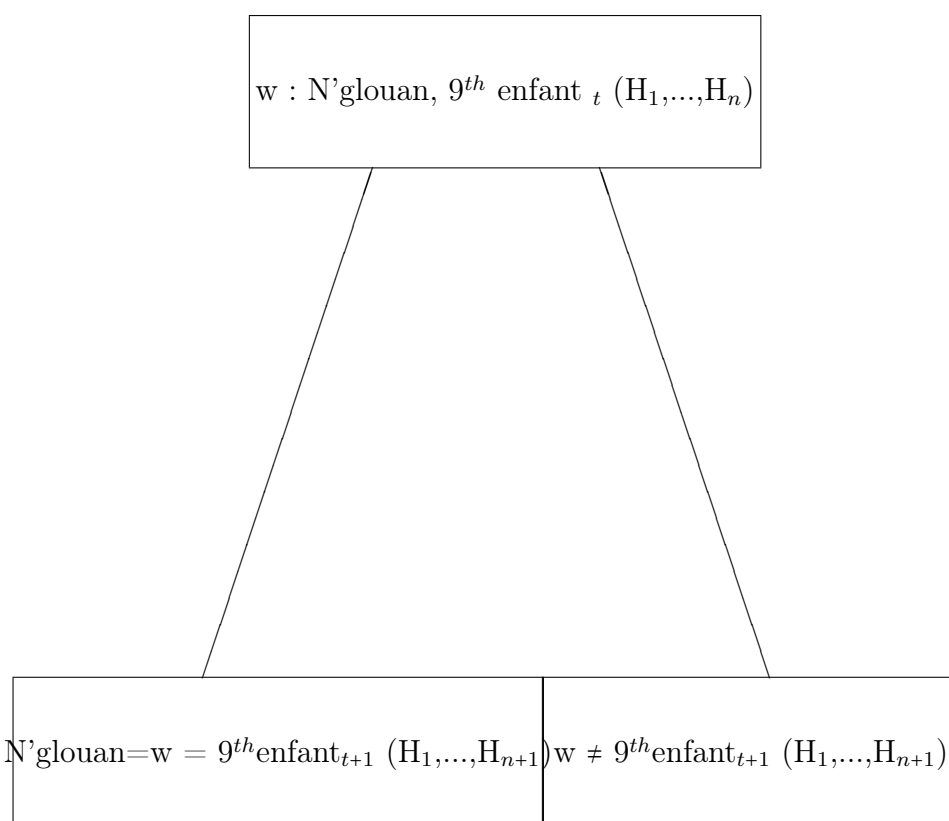 w : N'glouan, 9th enfant t (H1,...,Hn)
N'glouan=w = 9thenfantt+1 (H1,...,Hn+1)
w ≠ 9thenfantt+1 (H1,...,Hn+1)